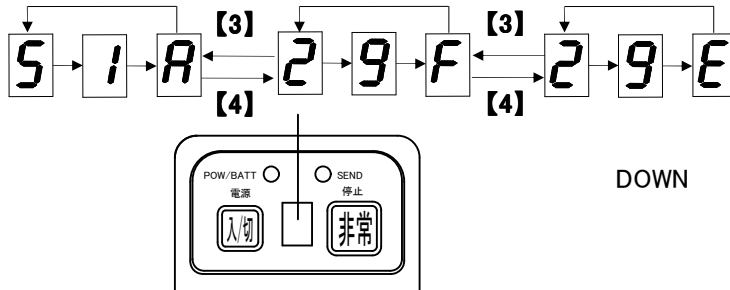 【3】 【3】
5 1 A 2 9 F 2 9 E
【4】 【4】
POW/BATT SEND
電源 停止
入/切 非常
DOWN